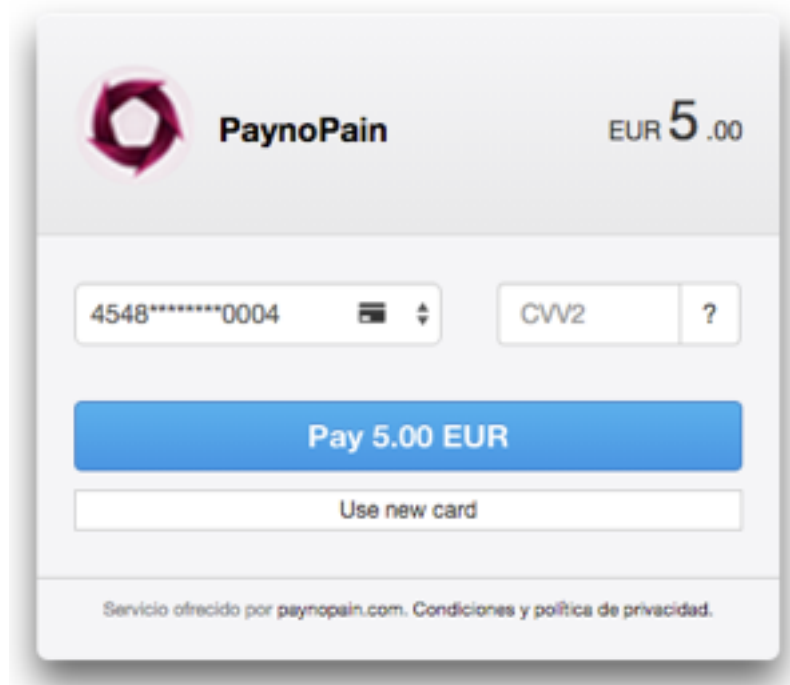 PaynoPain
EUR 5 .00
4548********0004
CVV2
?
Pay 5.00 EUR
Use new card
Servicio ofrecido por paynopain.com. Condiciones y política de privacidad.